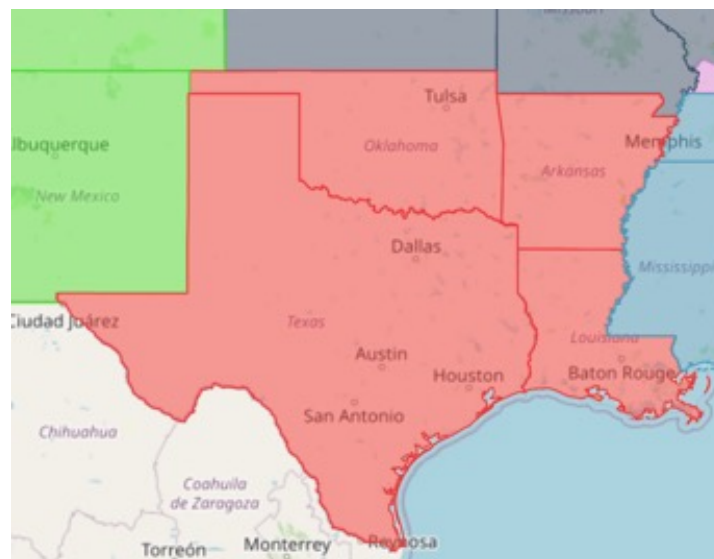 Missouri
Tulsa
lbuquerque
Oklahoma
Memphis
Arkansas
New Mexico
Dallas
Mississippi
Ciudad Juárez
Texas
Louisiana
Austin
Houston
Baton Rouge
San Antonio
Chihuahua
Coahuila
de Zaragoza
Monterrey
Reynosa
Torreón